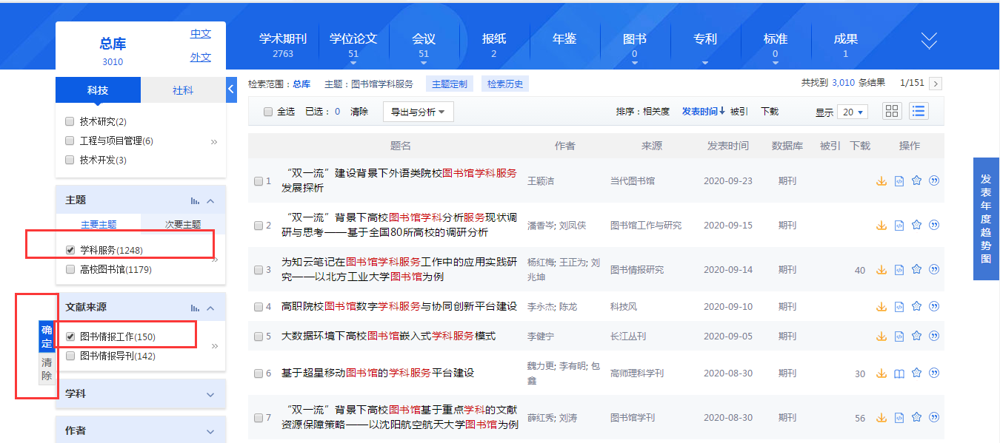 总库
3010
中文
外文
学术期刊
2763
学位论文
51
会议
51
报纸
2
年鉴
图书
0
专利
标准
0
成果
1
科技
社科
技术研究(2)
工程与项目管理(6)
技术开发(3)
主题
主要主题
次要主题
学科服务(1248)
高校图书馆(1179)
文献来源
图书情报工作(150)
图书情报导刊(142)
确定
清除
学科
作者
检索范围：总库 主题：图书馆学科服务 主题定制 检索历史
共找到 3,010 条结果 1/151
全选 已选：0 清除 导出与分析
排序：相关度 发表时间↓ 被引 下载 显示 20
题名 作者 来源 发表时间 数据库 被引 下载 操作
1 “双一流”建设背景下外语类院校图书馆学科服务
发展探析
王颖洁 当代图书馆 2020-09-23 期刊
2 “双一流”背景下高校图书馆学科分析服务现状调
研与思考——基于全国80所高校的调研分析
潘香岑; 刘凤侠 图书馆工作与研究 2020-09-15 期刊
3 为知云笔记在图书馆学科服务工作中的应用实践研
究——以北方工业大学图书馆为例
杨红梅; 王正为; 刘
兆坤
图书情报研究 2020-09-14 期刊 40
4 高职院校图书馆数字学科服务与协同创新平台建设 李永杰; 陈龙 科技风 2020-09-10 期刊
5 大数据环境下高校图书馆嵌入式学科服务模式 李健宁 长江丛刊 2020-09-05 期刊
6 基于超星移动图书馆的学科服务平台建设
魏力更; 李有明; 包
鑫
高师理科学刊 2020-08-30 期刊 30
7 “双一流”背景下高校图书馆基于重点学科的文献
资源保障策略——以沈阳航空航天大学图书馆为例
薛红秀; 刘涛 图书馆学刊 2020-08-30 期刊 56
发表年度趋势图